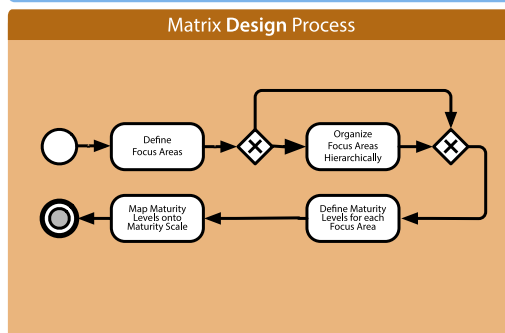 Matrix Design Process
Define
Focus Areas
Organize
Focus Areas
Hierarchically
Map Maturity
Levels onto
Maturity Scale
Define Maturity
Levels for each
Focus Area